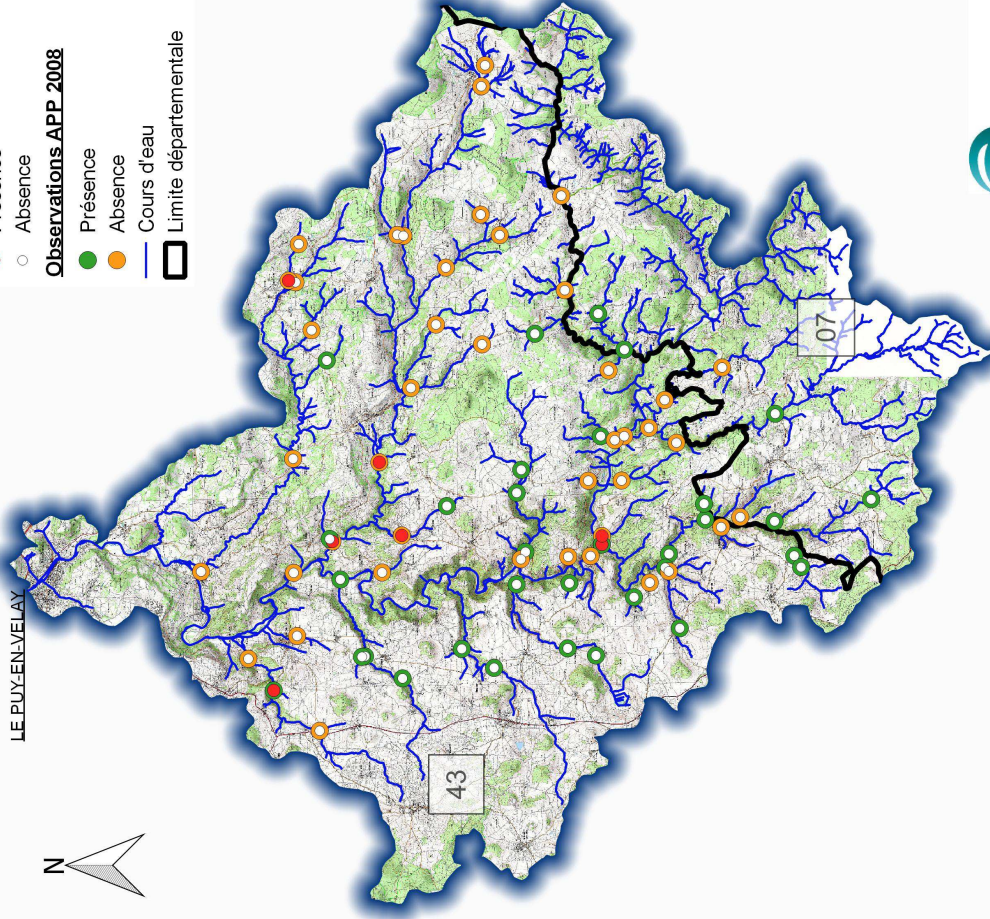 Absence
Observations APP 2008
Présence
Absence
Cours d'eau
Limite départementale
LE PUY-EN-VELAY
07
43
N